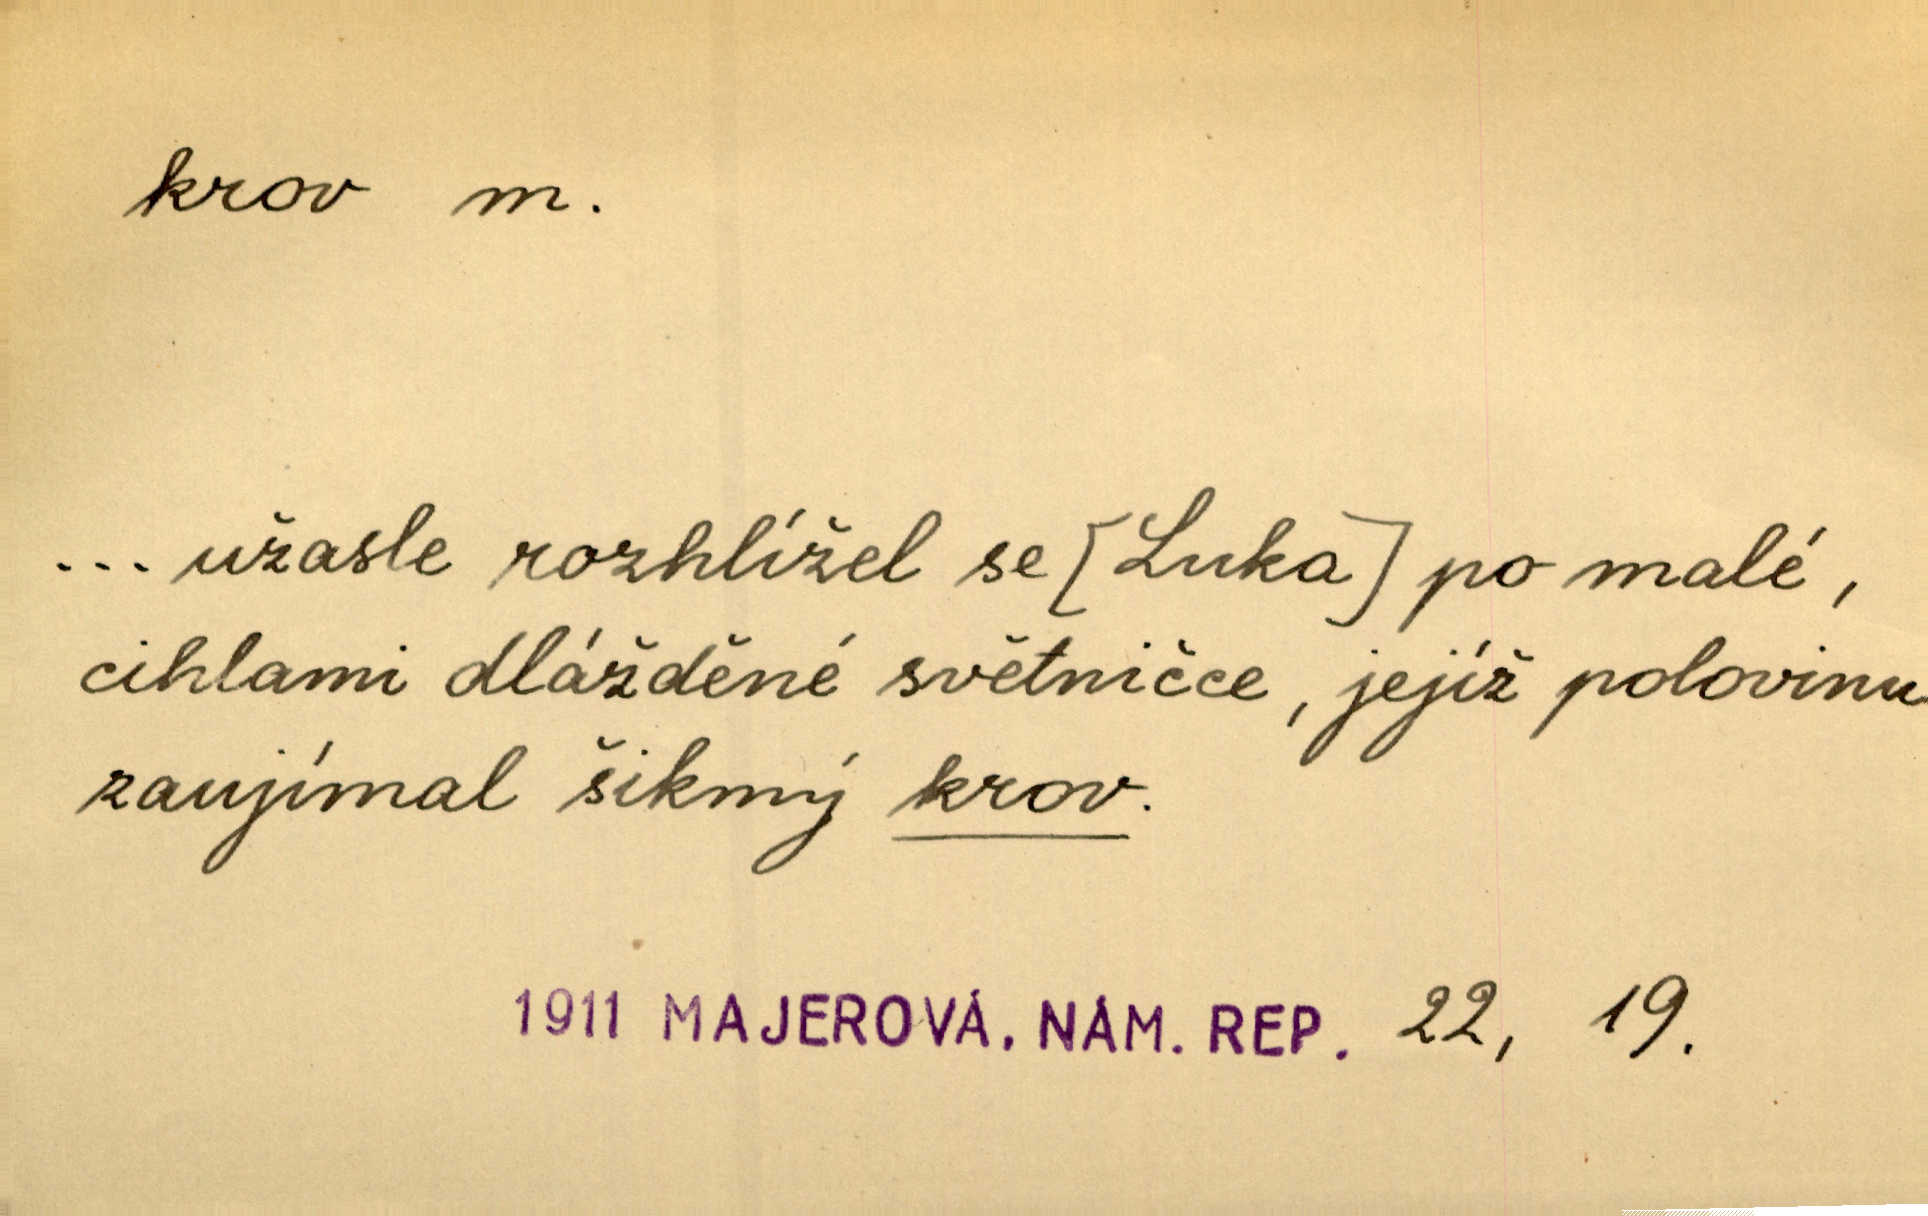 krov m.
... užasle rozhlížel se [Luka] po malé,
cihlami dlážděné světničce, jejíž polovinu
zaujímal šikmý krov.
1911 MAJEROVÁ. NÁM. REP. 22, 19.